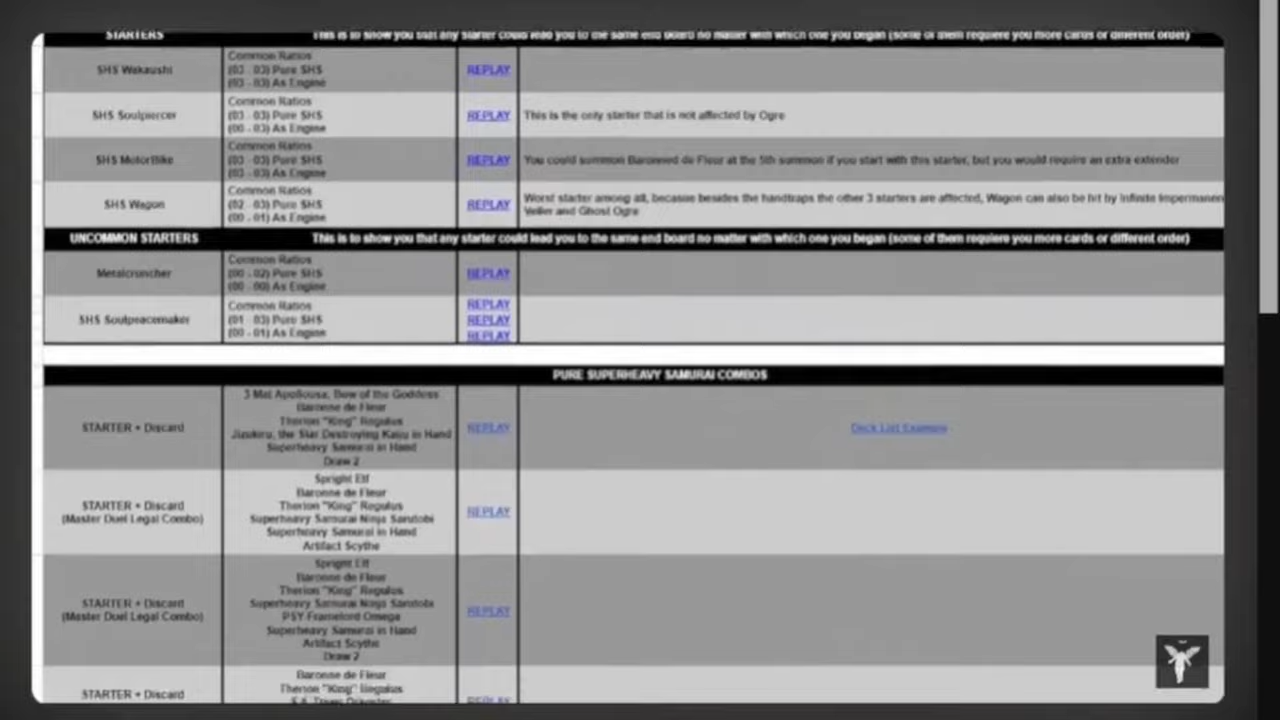 STARTERS This is to show you that any starter could lead you to the same end board no matter with which one you began (some of them requiere you more cards or different order)
SHS Wakaushi
Common Ratios
(03 - 03) Pure SHS
(03 - 03) As Engine
REPLAY
SHS Soulpiercer
Common Ratios
(03 - 03) Pure SHS
(00 - 03) As Engine
REPLAY
This is the only starter that is not affected by Ogre
SHS MotorBike
Common Ratios
(03 - 03) Pure SHS
(03 - 03) As Engine
REPLAY
You could summon Baronned de Fleur at the 5th summon if you start with this starter, but you would require an extra extender
SHS Wagon
Common Ratios
(02 - 03) Pure SHS
(00 - 01) As Engine
REPLAY
Worst starter among all, because besides the handtraps the other 3 starters are affected, Wagon can also be hit by Infinite Impermanen
Veiler and Ghost Ogre
UNCOMMON STARTERS This is to show you that any starter could lead you to the same end board no matter with which one you began (some of them requiere you more cards or different order)
Metalcruncher
Common Ratios
(00 - 02) Pure SHS
(00 - 00) As Engine
REPLAY
SHS Soulpeacemaker
Common Ratios
(01 - 03) Pure SHS
(00 - 01) As Engine
REPLAY
REPLAY
REPLAY
PURE SUPERHEAVY SAMURAI COMBOS
STARTER + Discard
3 Mat Apollousa, Bow of the Goddess
Baronne de Fleur
Therion "King" Regulus
Jizukiru, the Star Destroying Kaiju in Hand
Superheavy Samurai in Hand
Draw 2
REPLAY
Deck List Example
STARTER + Discard
(Master Duel Legal Combo)
Spright Elf
Baronne de Fleur
Therion "King" Regulus
Superheavy Samurai Ninja Sarutobi
Superheavy Samurai in Hand
Artifact Scythe
REPLAY
STARTER + Discard
(Master Duel Legal Combo)
Spright Elf
Baronne de Fleur
Therion "King" Regulus
Superheavy Samurai Ninja Sarutobi
PSY-Framelord Omega
Superheavy Samurai in Hand
Artifact Scythe
Draw 2
REPLAY
STARTER + Discard
Baronne de Fleur
Therion "King" Regulus
REPLAY